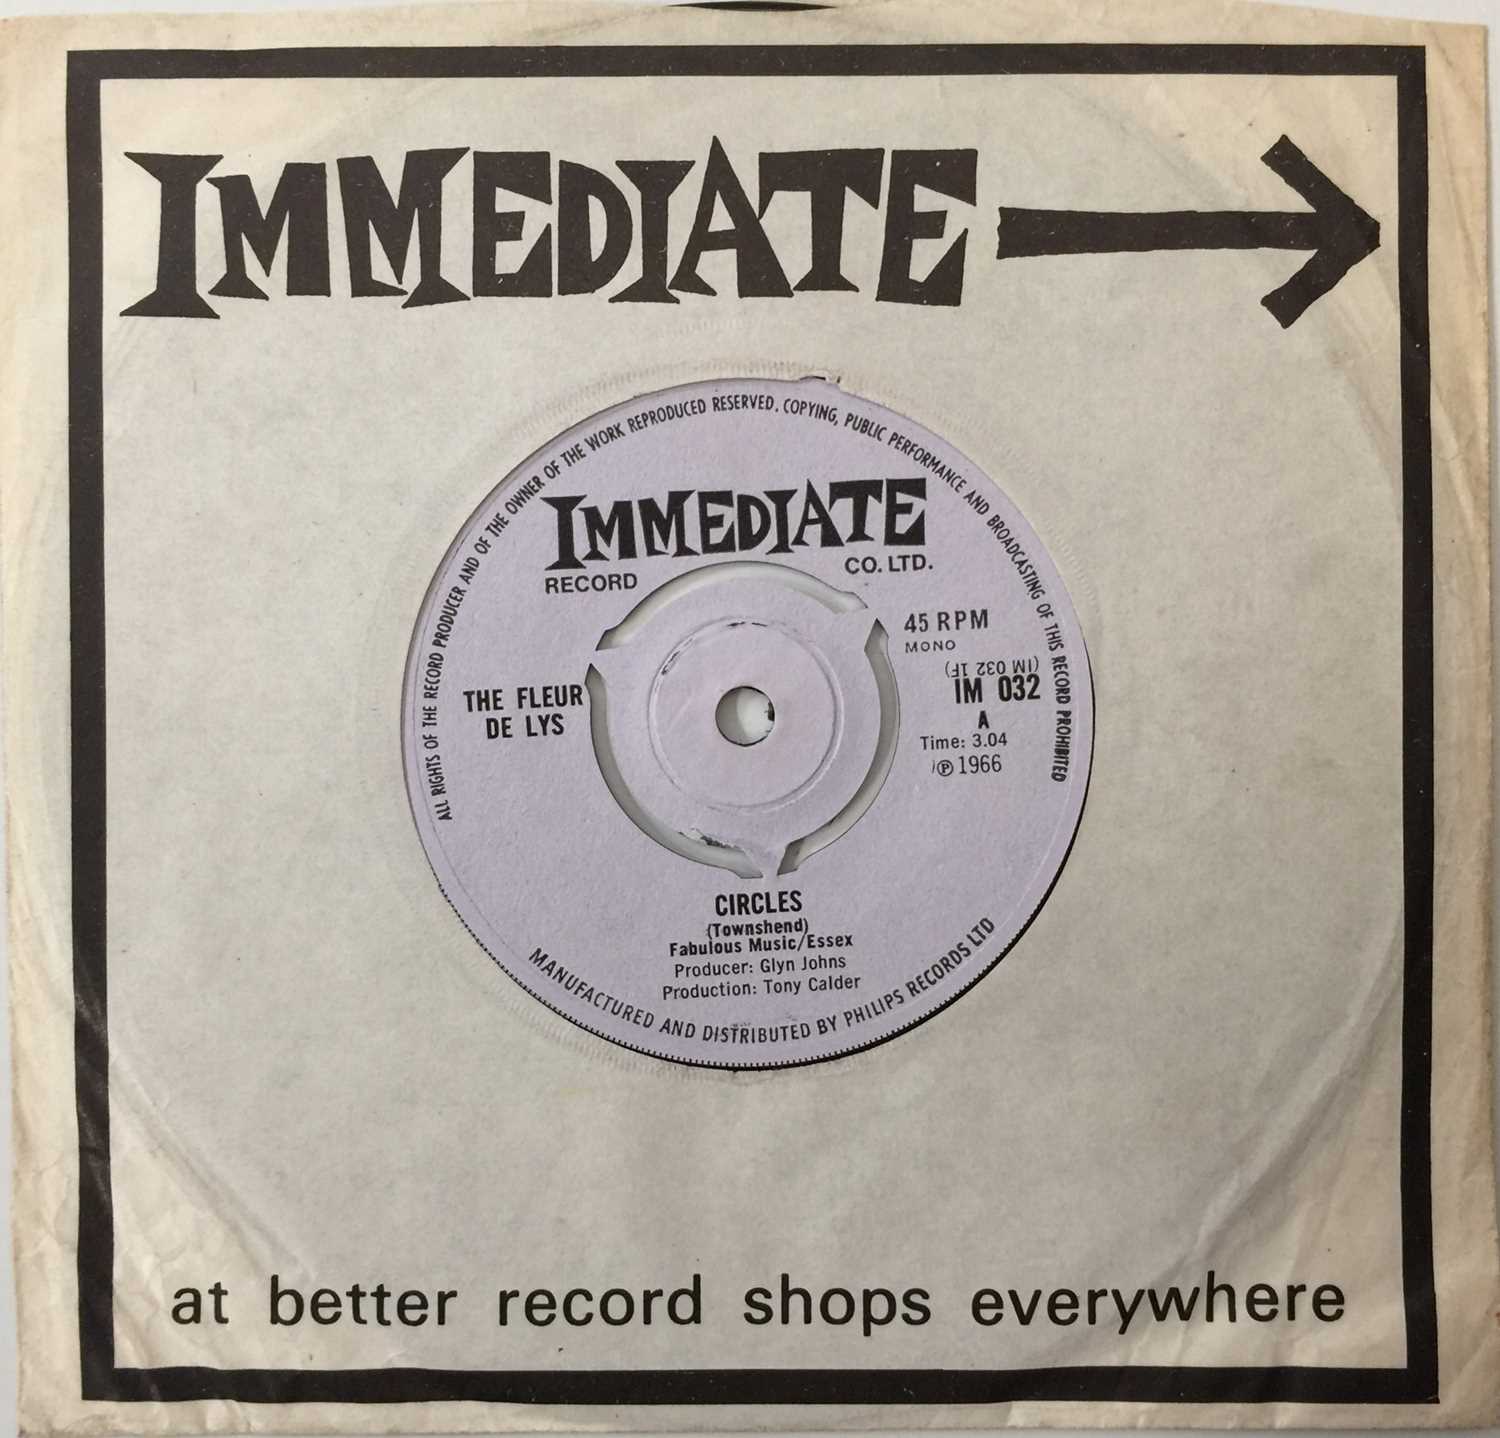 IMMEDIATE
ALL RIGHTS OF THE RECORD PRODUCER AND OF THE OWNER OF THE WORK REPRODUCED RESERVED. COPYING, PUBLIC PERFORMANCE AND BROADCASTING OF THIS RECORD PROHIBITED
IMMEDIATE
RECORD CO. LTD.
45 RPM
MONO
(IM 032 1F)
IM 032
A
Time: 3.04
℗ 1966
THE FLEUR
DE LYS
CIRCLES
(Townshend)
Fabulous Music/Essex
Producer: Glyn Johns
Production: Tony Calder
MANUFACTURED AND DISTRIBUTED BY PHILIPS RECORDS LTD
at better record shops everywhere